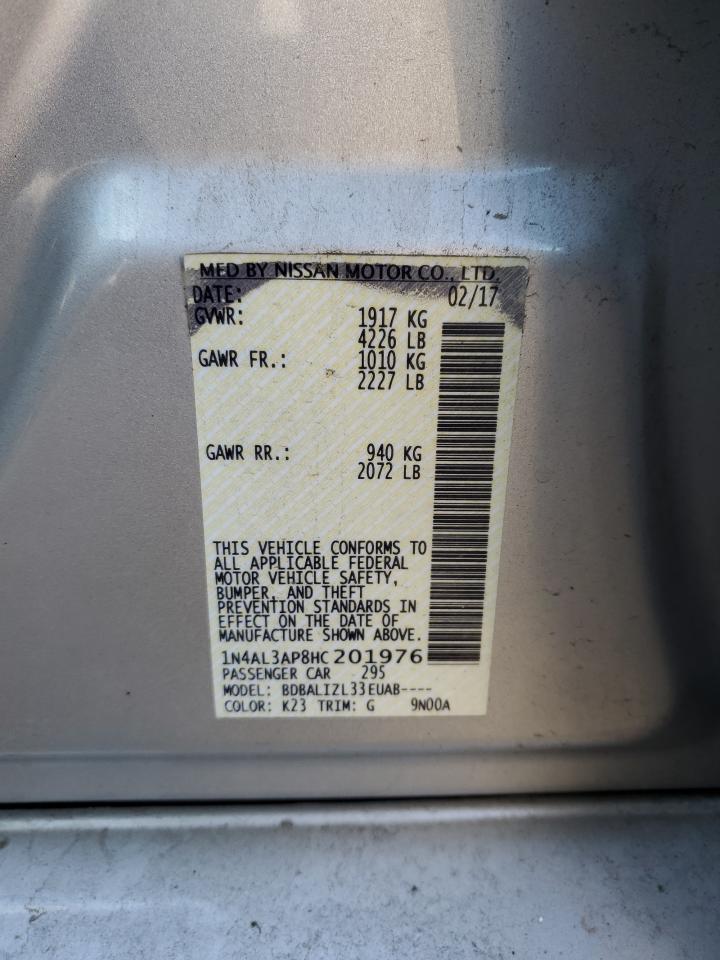 MFD BY NISSAN MOTOR CO., LTD.
DATE: 02/17
GVWR: 1917 KG
4226 LB
GAWR FR.: 1010 KG
2227 LB
GAWR RR.: 940 KG
2072 LB
THIS VEHICLE CONFORMS TO
ALL APPLICABLE FEDERAL
MOTOR VEHICLE SAFETY,
BUMPER, AND THEFT
PREVENTION STANDARDS IN
EFFECT ON THE DATE OF
MANUFACTURE SHOWN ABOVE.
1N4AL3AP8HC201976
PASSENGER CAR 295
MODEL: BDBALIZL33EUAB----
COLOR: K23 TRIM: G 9N00A